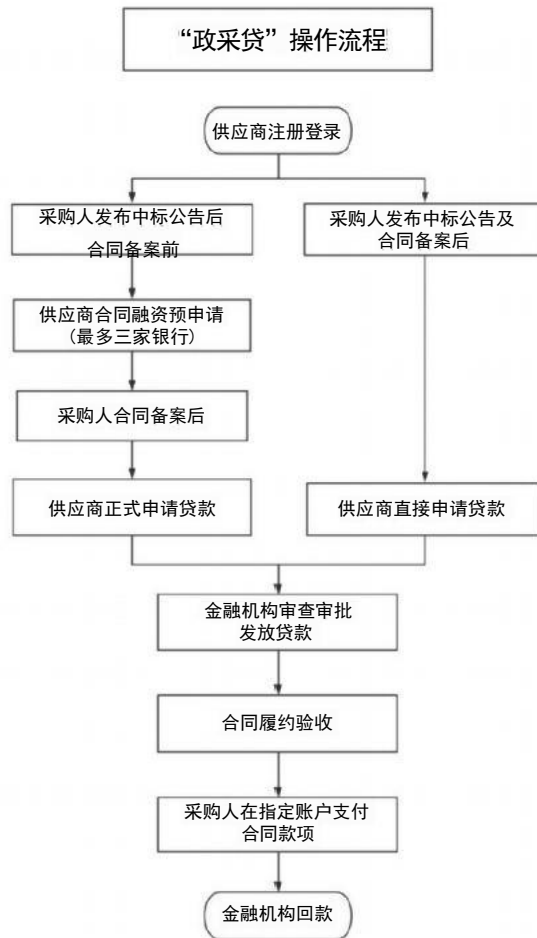 “政采贷”操作流程
供应商注册登录
采购人发布中标公告后
合同备案前
采购人发布中标公告及
合同备案后
供应商合同融资预申请
(最多三家银行)
采购人合同备案后
供应商正式申请贷款
供应商直接申请贷款
金融机构审查审批
发放贷款
合同履约验收
采购人在指定账户支付
合同款项
金融机构回款